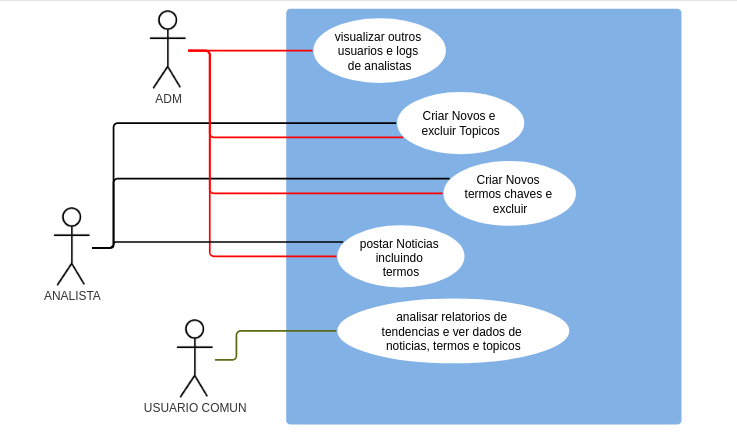 visualizar outros
usuarios e logs
de analistas
ADM
Criar Novos e
excluir Topicos
Criar Novos
termos chaves e
excluir
postar Noticias
incluindo
termos
ANALISTA
analisar relatorios de
tendencias e ver dados de
noticias, termos e topicos
USUARIO COMUN